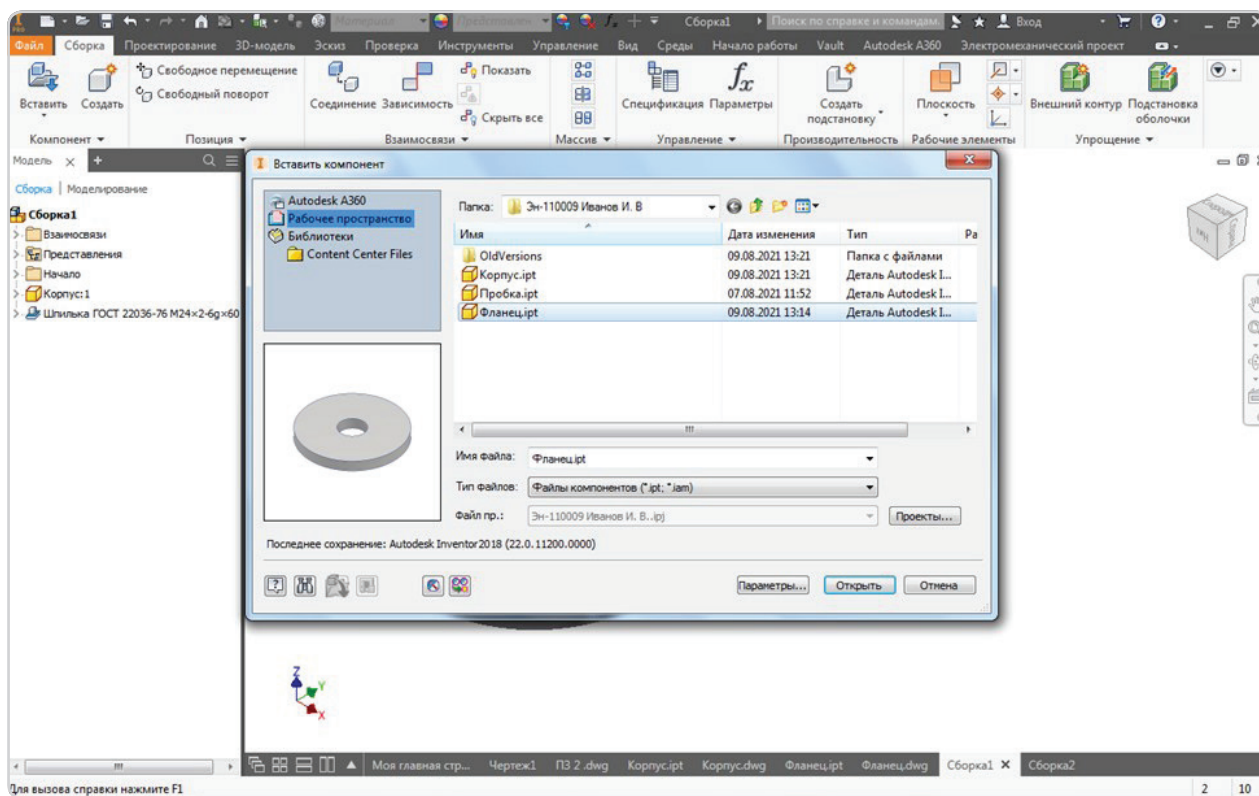 I PRO Материал Представлен Сборка1 Поиск по справке и командам. Вход
Файл Сборка Проектирование 3D-модель Эскиз Проверка Инструменты Управление Вид Среды Начало работы Vault Autodesk A360 Электромеханический проект
Вставить Создать
Свободное перемещение
Свободный поворот
Соединение Зависимость
Показать
Скрыть все
Спецификация Параметры
Создать подстановку
Плоскость
Внешний контур Подстановка оболочки
Компонент Позиция Взаимосвязи Массив Управление Производительность Рабочие элементы Упрощение
Модель
Сборка | Моделирование
Сборка1
Взаимосвязи
Представления
Начало
Корпус:1
Шпилька ГОСТ 22036-76 M24×2-6g×60
Вставить компонент
Autodesk A360
Рабочее пространство
Библиотеки
Content Center Files
Папка: Эн-110009 Иванов И. В
Имя Дата изменения Тип Ра
OldVersions 09.08.2021 13:21 Папка с файлами
Корпус.ipt 09.08.2021 13:21 Деталь Autodesk I...
Пробка.ipt 07.08.2021 11:52 Деталь Autodesk I...
Фланец.ipt 09.08.2021 13:14 Деталь Autodesk I...
Имя файла: Фланец.ipt
Тип файлов: Файлы компонентов (*.ipt; *.iam)
Файл пр.: Эн-110009 Иванов И. В..ipj Проекты...
Последнее сохранение: Autodesk Inventor 2018 (22.0.11200.0000)
Параметры... Открыть Отмена
Z
Y
X
Моя главная стр... Чертеж1 ПЗ 2 .dwg Корпус.ipt Корпус.dwg Фланец.ipt Фланец.dwg Сборка1 Сборка2
Для вызова справки нажмите F1 2 10